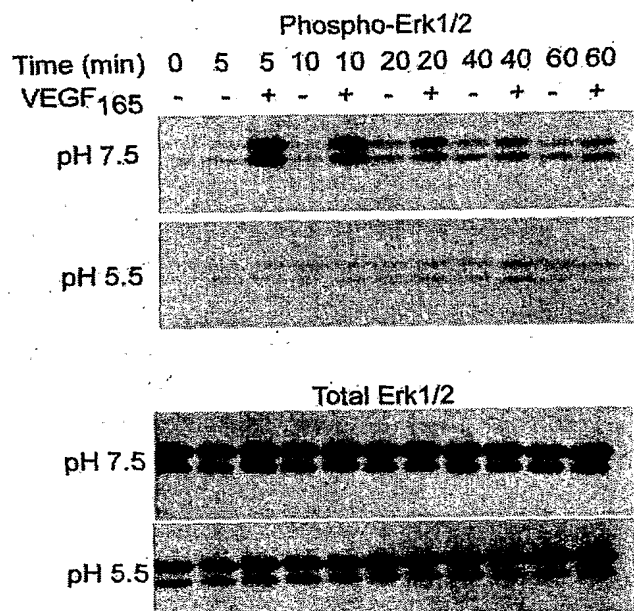 Phospho-Erk1/2
Time (min) 0 5 5 10 10 20 20 40 40 60 60
VEGF165 - - + - + - + - + - +
pH 7.5
pH 5.5
Total Erk1/2
pH 7.5
pH 5.5